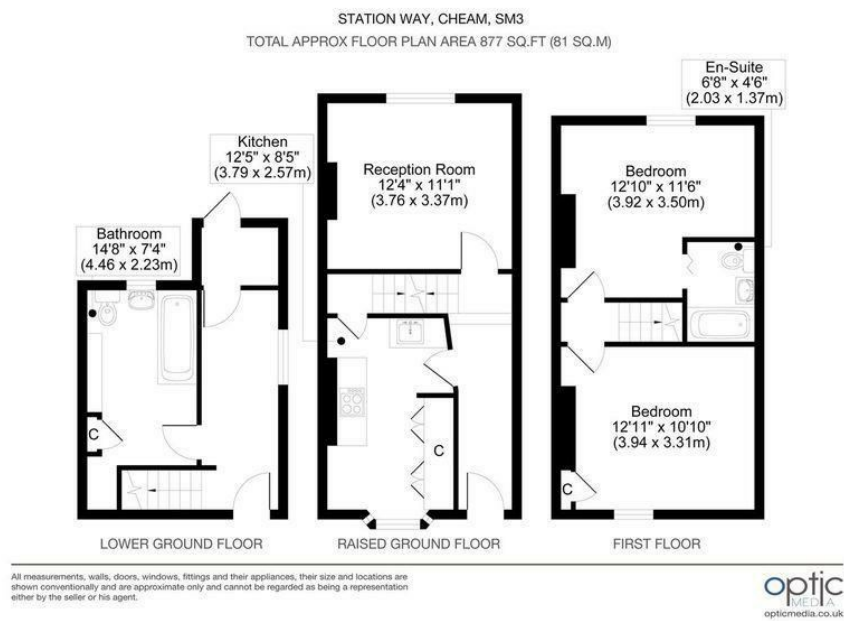 STATION WAY, CHEAM, SM3
TOTAL APPROX FLOOR PLAN AREA 877 SQ.FT (81 SQ.M)
En-Suite
6'8" x 4'6"
(2.03 x 1.37m)
Kitchen
12'5" x 8'5"
(3.79 x 2.57m)
Reception Room
12'4" x 11'1"
(3.76 x 3.37m)
Bedroom
12'10" x 11'6"
(3.92 x 3.50m)
Bathroom
14'8" x 7'4"
(4.46 x 2.23m)
Bedroom
12'11" x 10'10"
(3.94 x 3.31m)
C
C
C
LOWER GROUND FLOOR
RAISED GROUND FLOOR
FIRST FLOOR
All measurements, walls, doors, windows, fittings and their appliances, their size and locations are
shown conventionally and are approximate only and cannot be regarded as being a representation
either by the seller or his agent.
optic
MEDIA
opticmedia.co.uk